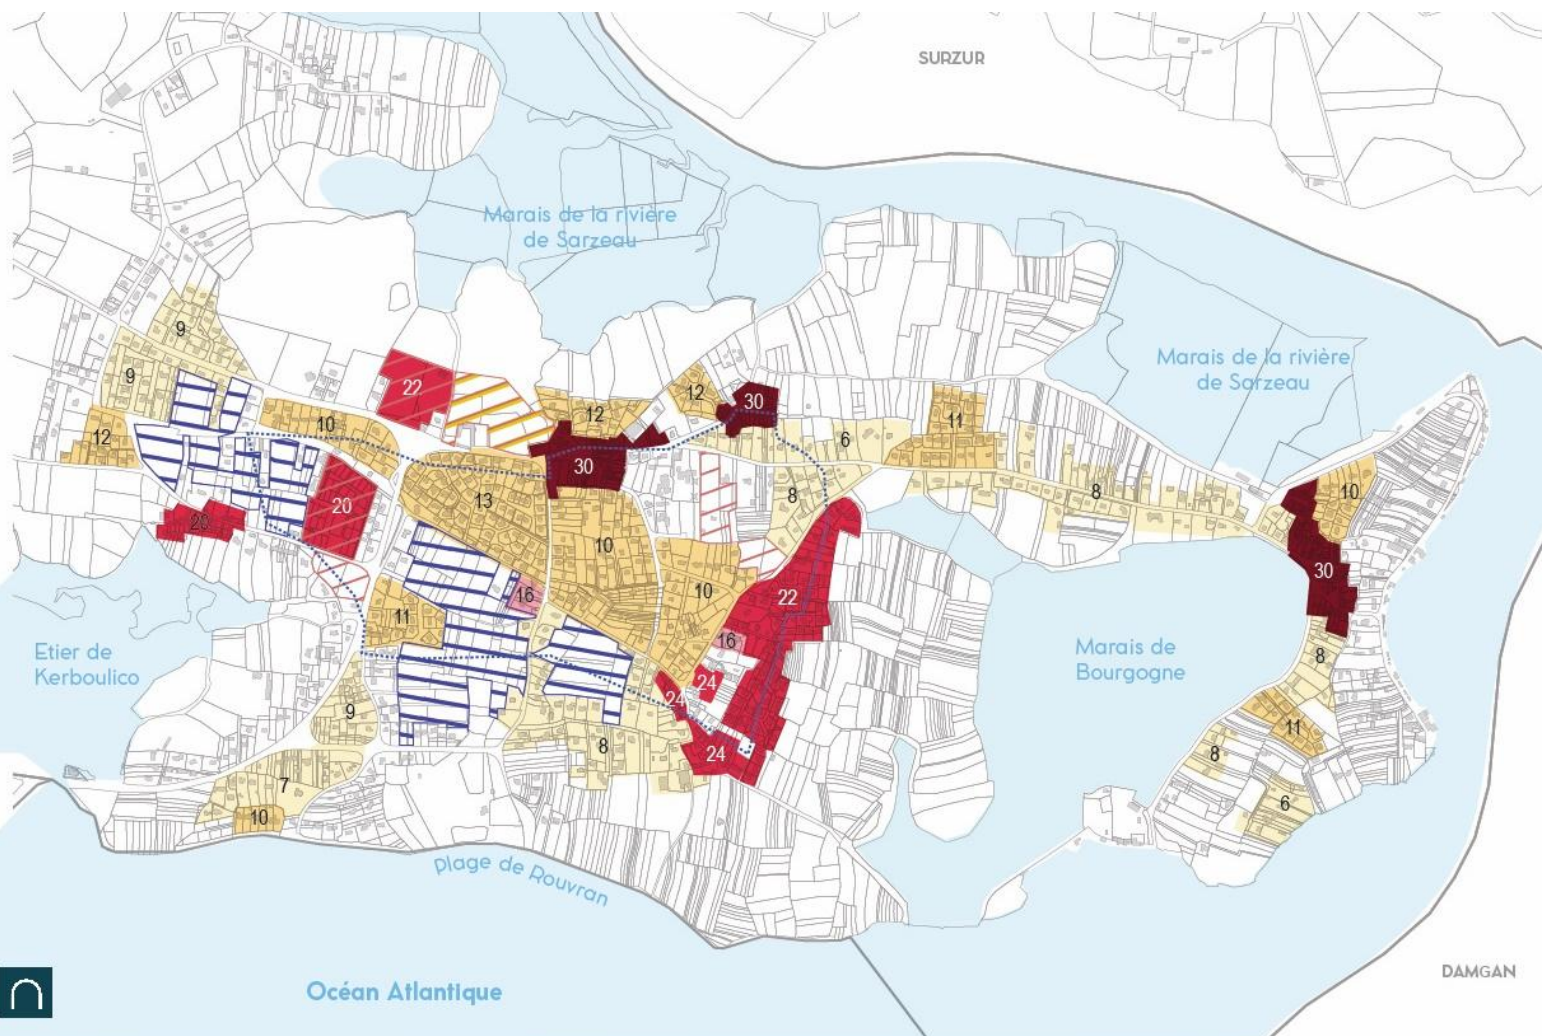 SURZUR
Marais de la rivière
de Sarzeau
9
Marais de la rivière
de Sarzeau
9
22
12
30
12
10
12
6
11
30
13
8
8
10
20
20
10
30
10
22
16
11
16
Etier de
Kerboulico
Marais de
Bourgogne
8
24
24
9
11
8
24
8
7
6
10
Plage de Rouvran
DAMGAN
Océan Atlantique